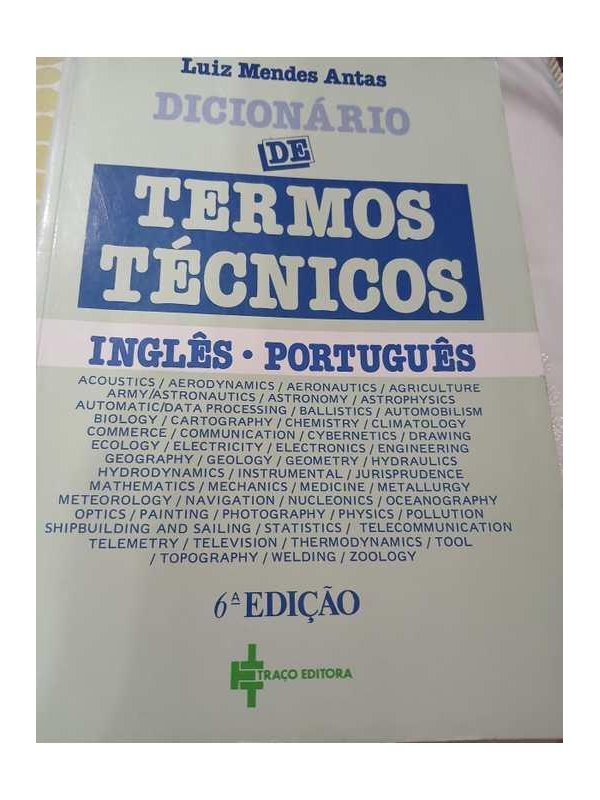 Luiz Mendes Antas
DICIONÁRIO
DE
TERMOS
TÉCNICOS
INGLÊS • PORTUGUÊS
ACOUSTICS / AERODYNAMICS / AERONAUTICS / AGRICULTURE
ARMY/ASTRONAUTICS / ASTRONOMY / ASTROPHYSICS
AUTOMATIC/DATA PROCESSING / BALLISTICS / AUTOMOBILISM
BIOLOGY / CARTOGRAPHY / CHEMISTRY / CLIMATOLOGY
COMMERCE / COMMUNICATION / CYBERNETICS / DRAWING
ECOLOGY / ELECTRICITY / ELECTRONICS / ENGINEERING
GEOGRAPHY / GEOLOGY / GEOMETRY / HYDRAULICS
HYDRODYNAMICS / INSTRUMENTAL / JURISPRUDENCE
MATHEMATICS / MECHANICS / MEDICINE / METALLURGY
METEOROLOGY / NAVIGATION / NUCLEONICS / OCEANOGRAPHY
OPTICS / PAINTING / PHOTOGRAPHY / PHYSICS / POLLUTION
SHIPBUILDING AND SAILING / STATISTICS / TELECOMMUNICATION
TELEMETRY / TELEVISION / THERMODYNAMICS / TOOL
/ TOPOGRAPHY / WELDING / ZOOLOGY
6ª EDIÇÃO
TRAÇO EDITORA